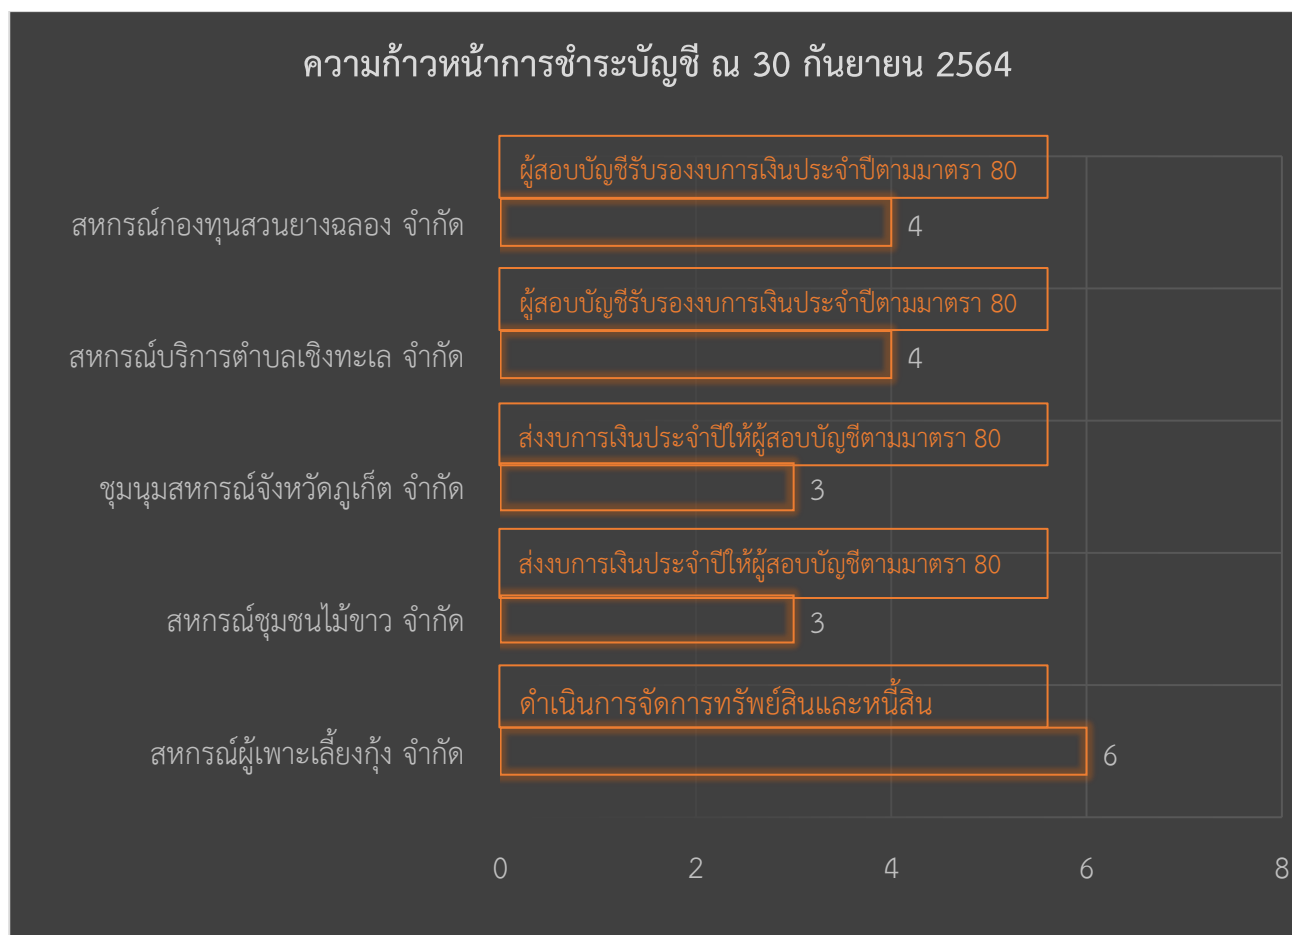 ความก้าวหน้าการชำระบัญชี ณ 30 กันยายน 2564
ผู้สอบบัญชีรับรองงบการเงินประจำปีตามมาตรา 80
สหกรณ์กองทุนสวนยางฉลอง จำกัด
4
ผู้สอบบัญชีรับรองงบการเงินประจำปีตามมาตรา 80
สหกรณ์บริการตำบลเชิงทะเล จำกัด
4
ส่งงบการเงินประจำปีให้ผู้สอบบัญชีตามมาตรา 80
ชุมนุมสหกรณ์จังหวัดภูเก็ต จำกัด
3
ส่งงบการเงินประจำปีให้ผู้สอบบัญชีตามมาตรา 80
สหกรณ์ชุมชนไม้ขาว จำกัด
3
ดำเนินการจัดการทรัพย์สินและหนี้สิน
สหกรณ์ผู้เพาะเลี้ยงกุ้ง จำกัด
6
0 2 4 6 8